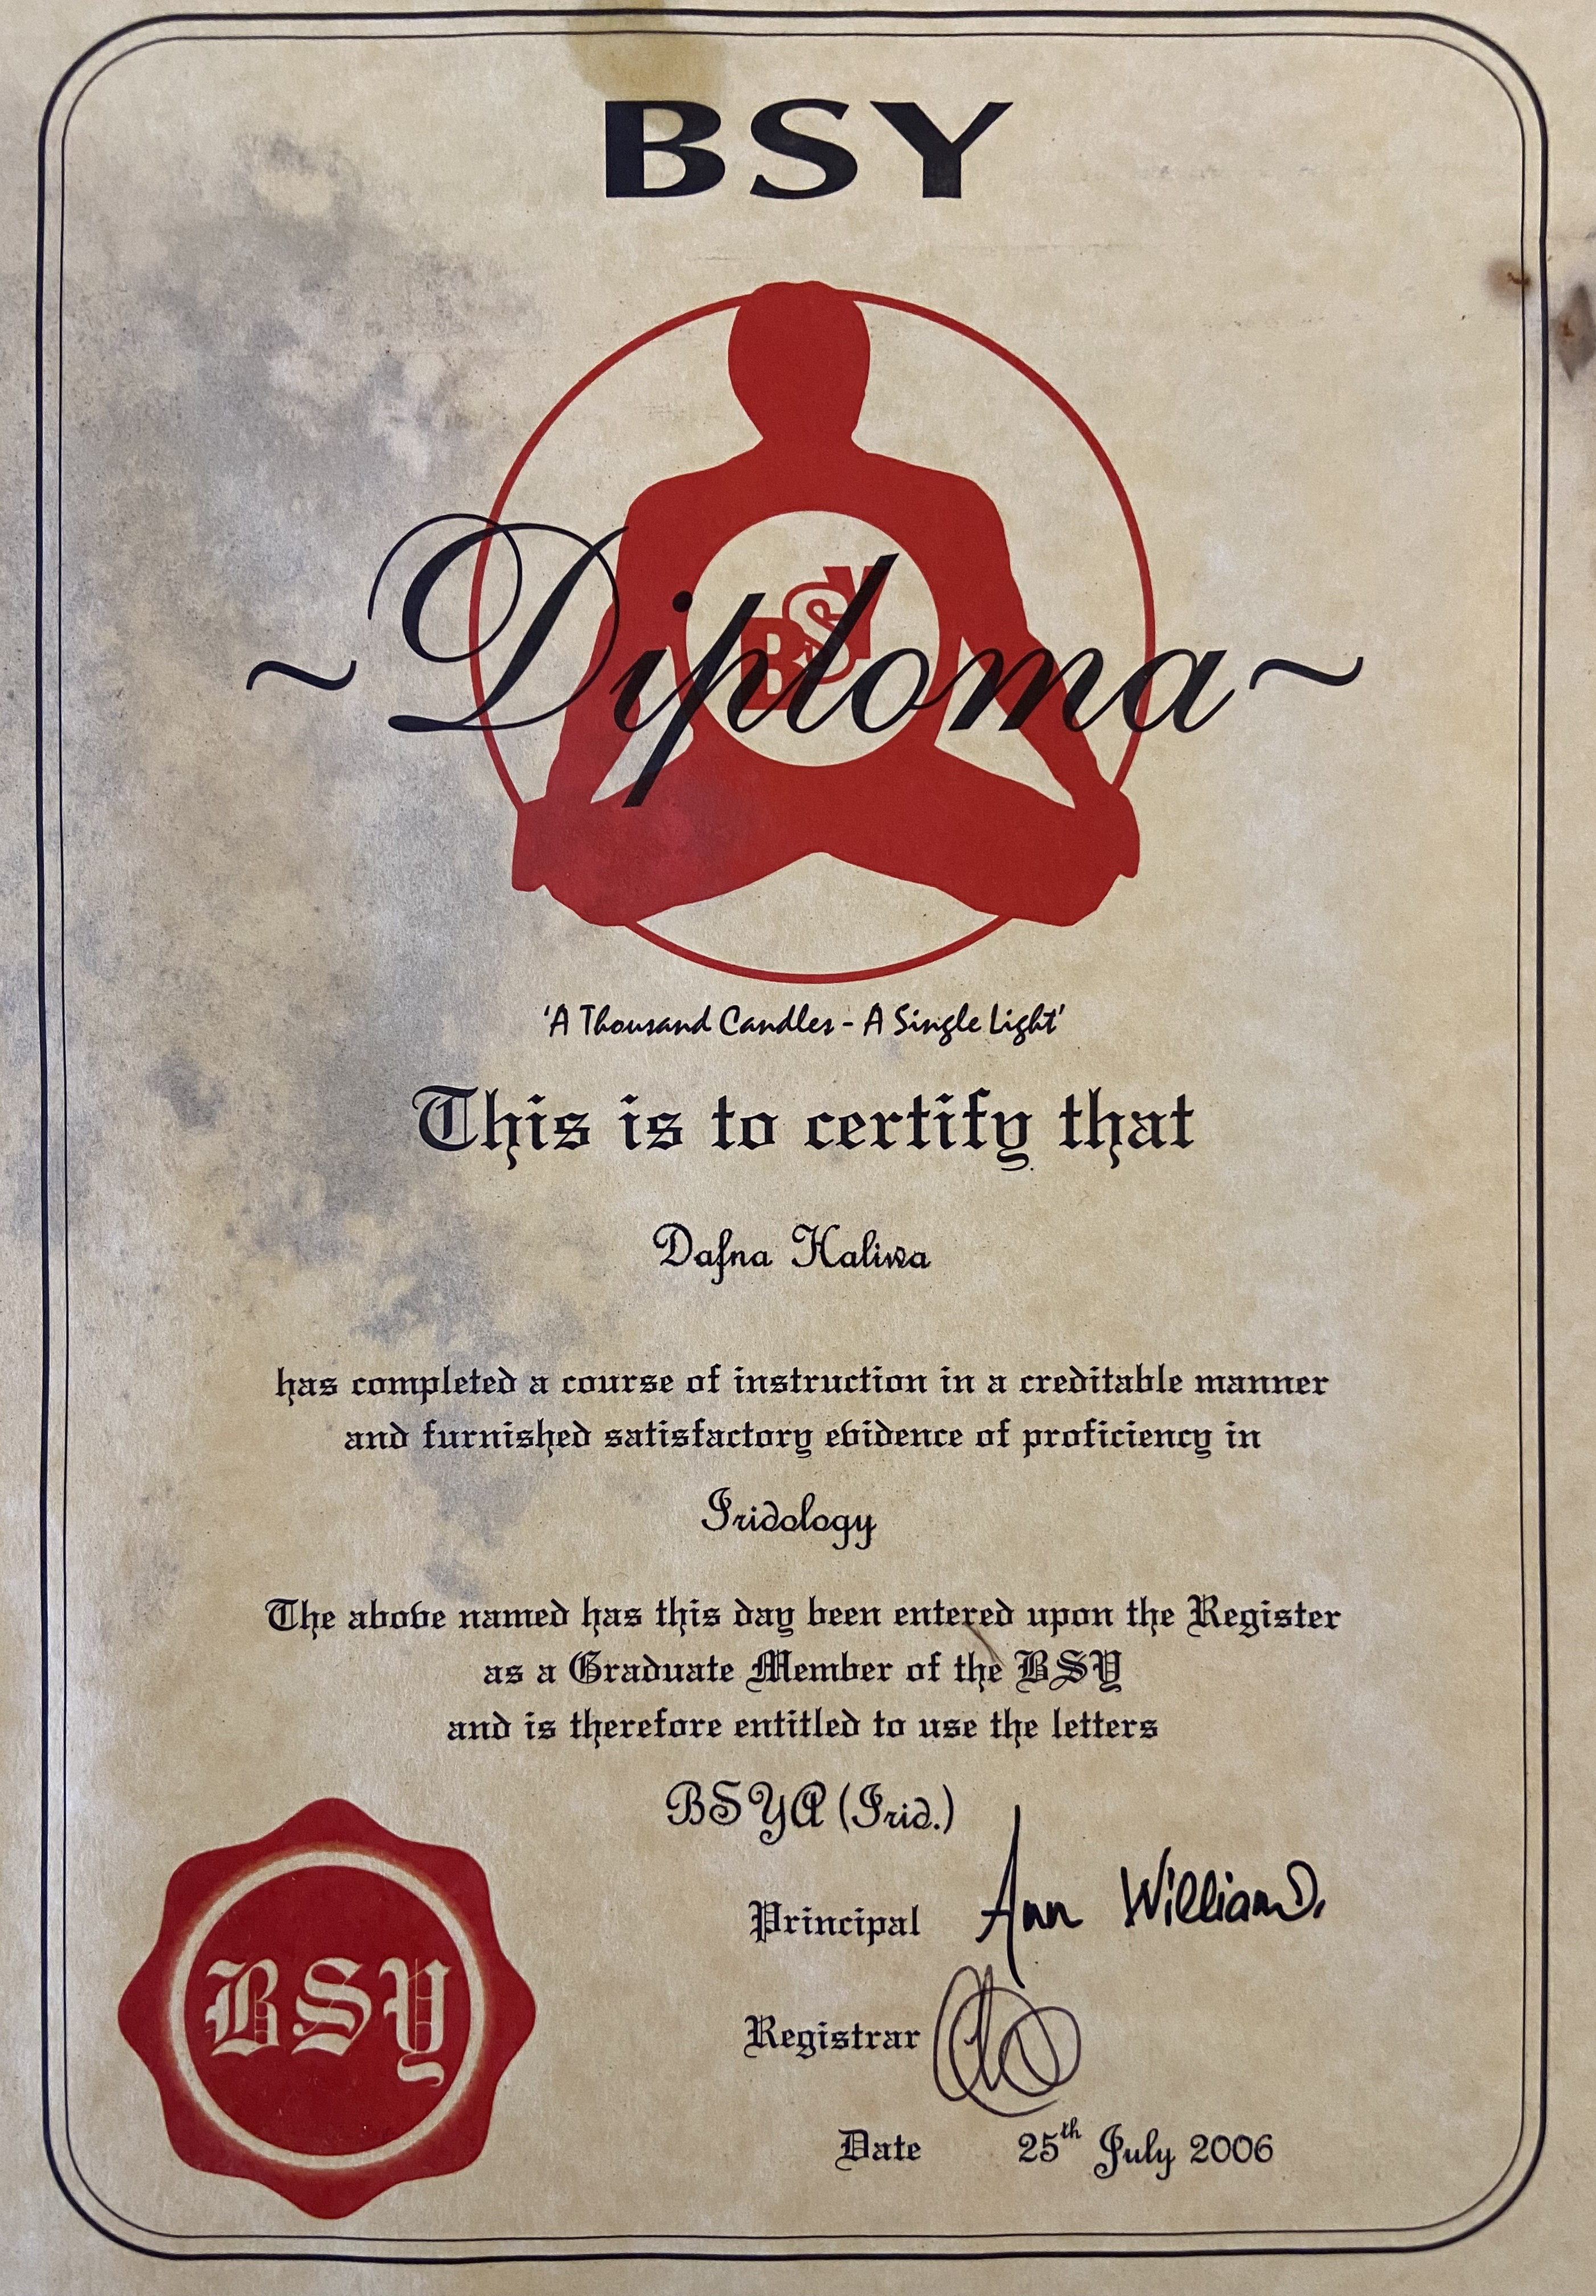 BSY
BSY
~Diploma~
'A Thousand Candles - A Single Light'
This is to certify that
Dafna Haliwa
has completed a course of instruction in a creditable manner
and furnished satisfactory evidence of proficiency in
Iridology
The above named has this day been entered upon the Register
as a Graduate Member of the BSY
and is therefore entitled to use the letters
BSYA (Irid.)
Principal Ann Williams.
Registrar
Date 25th July 2006
BSY